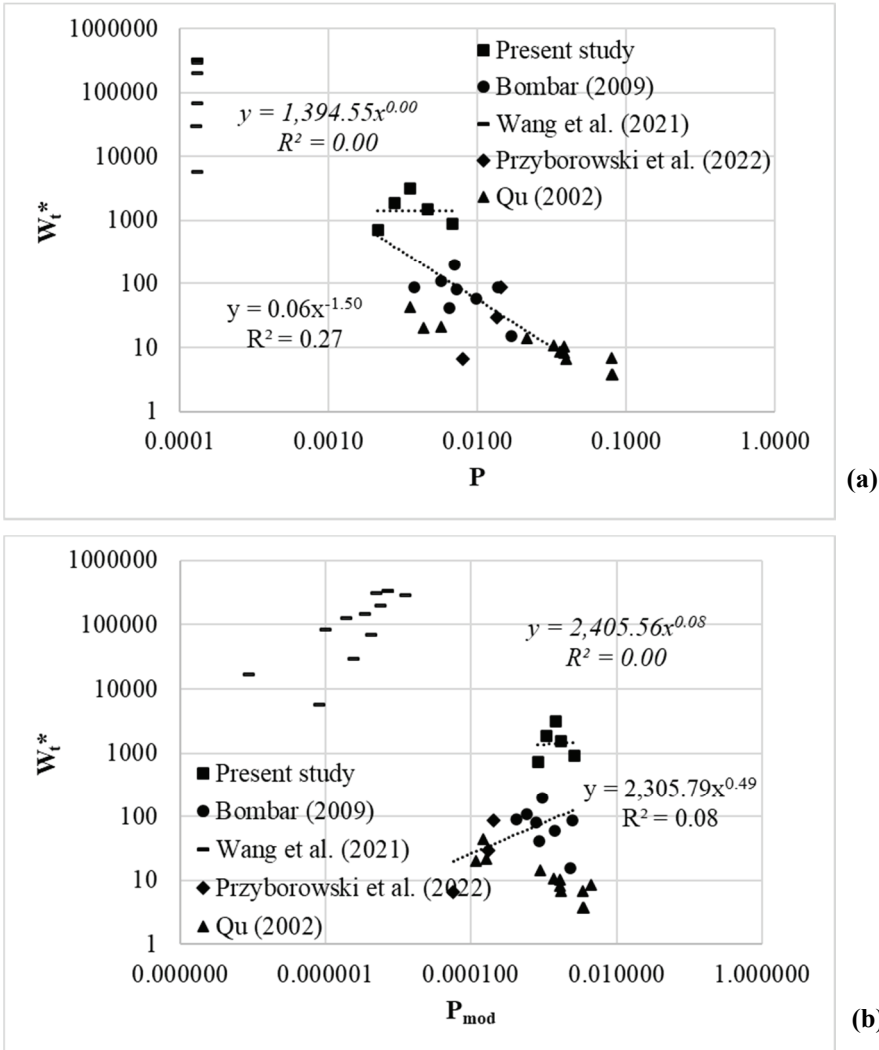 1000000
100000
10000
1000
100
10
1
W_t*
y = 1,394.55x^0.00
R² = 0.00
y = 0.06x^-1.50
R² = 0.27
Present study
Bombar (2009)
Wang et al. (2021)
Przyborowski et al. (2022)
Qu (2002)
0.0001 0.0010 0.0100 0.1000 1.0000
P
(a)
1000000
100000
10000
1000
100
10
1
W_t*
y = 2,405.56x^0.08
R² = 0.00
y = 2,305.79x^0.49
R² = 0.08
Present study
Bombar (2009)
Wang et al. (2021)
Przyborowski et al. (2022)
Qu (2002)
0.000000 0.000001 0.000100 0.010000 1.000000
P_mod
(b)